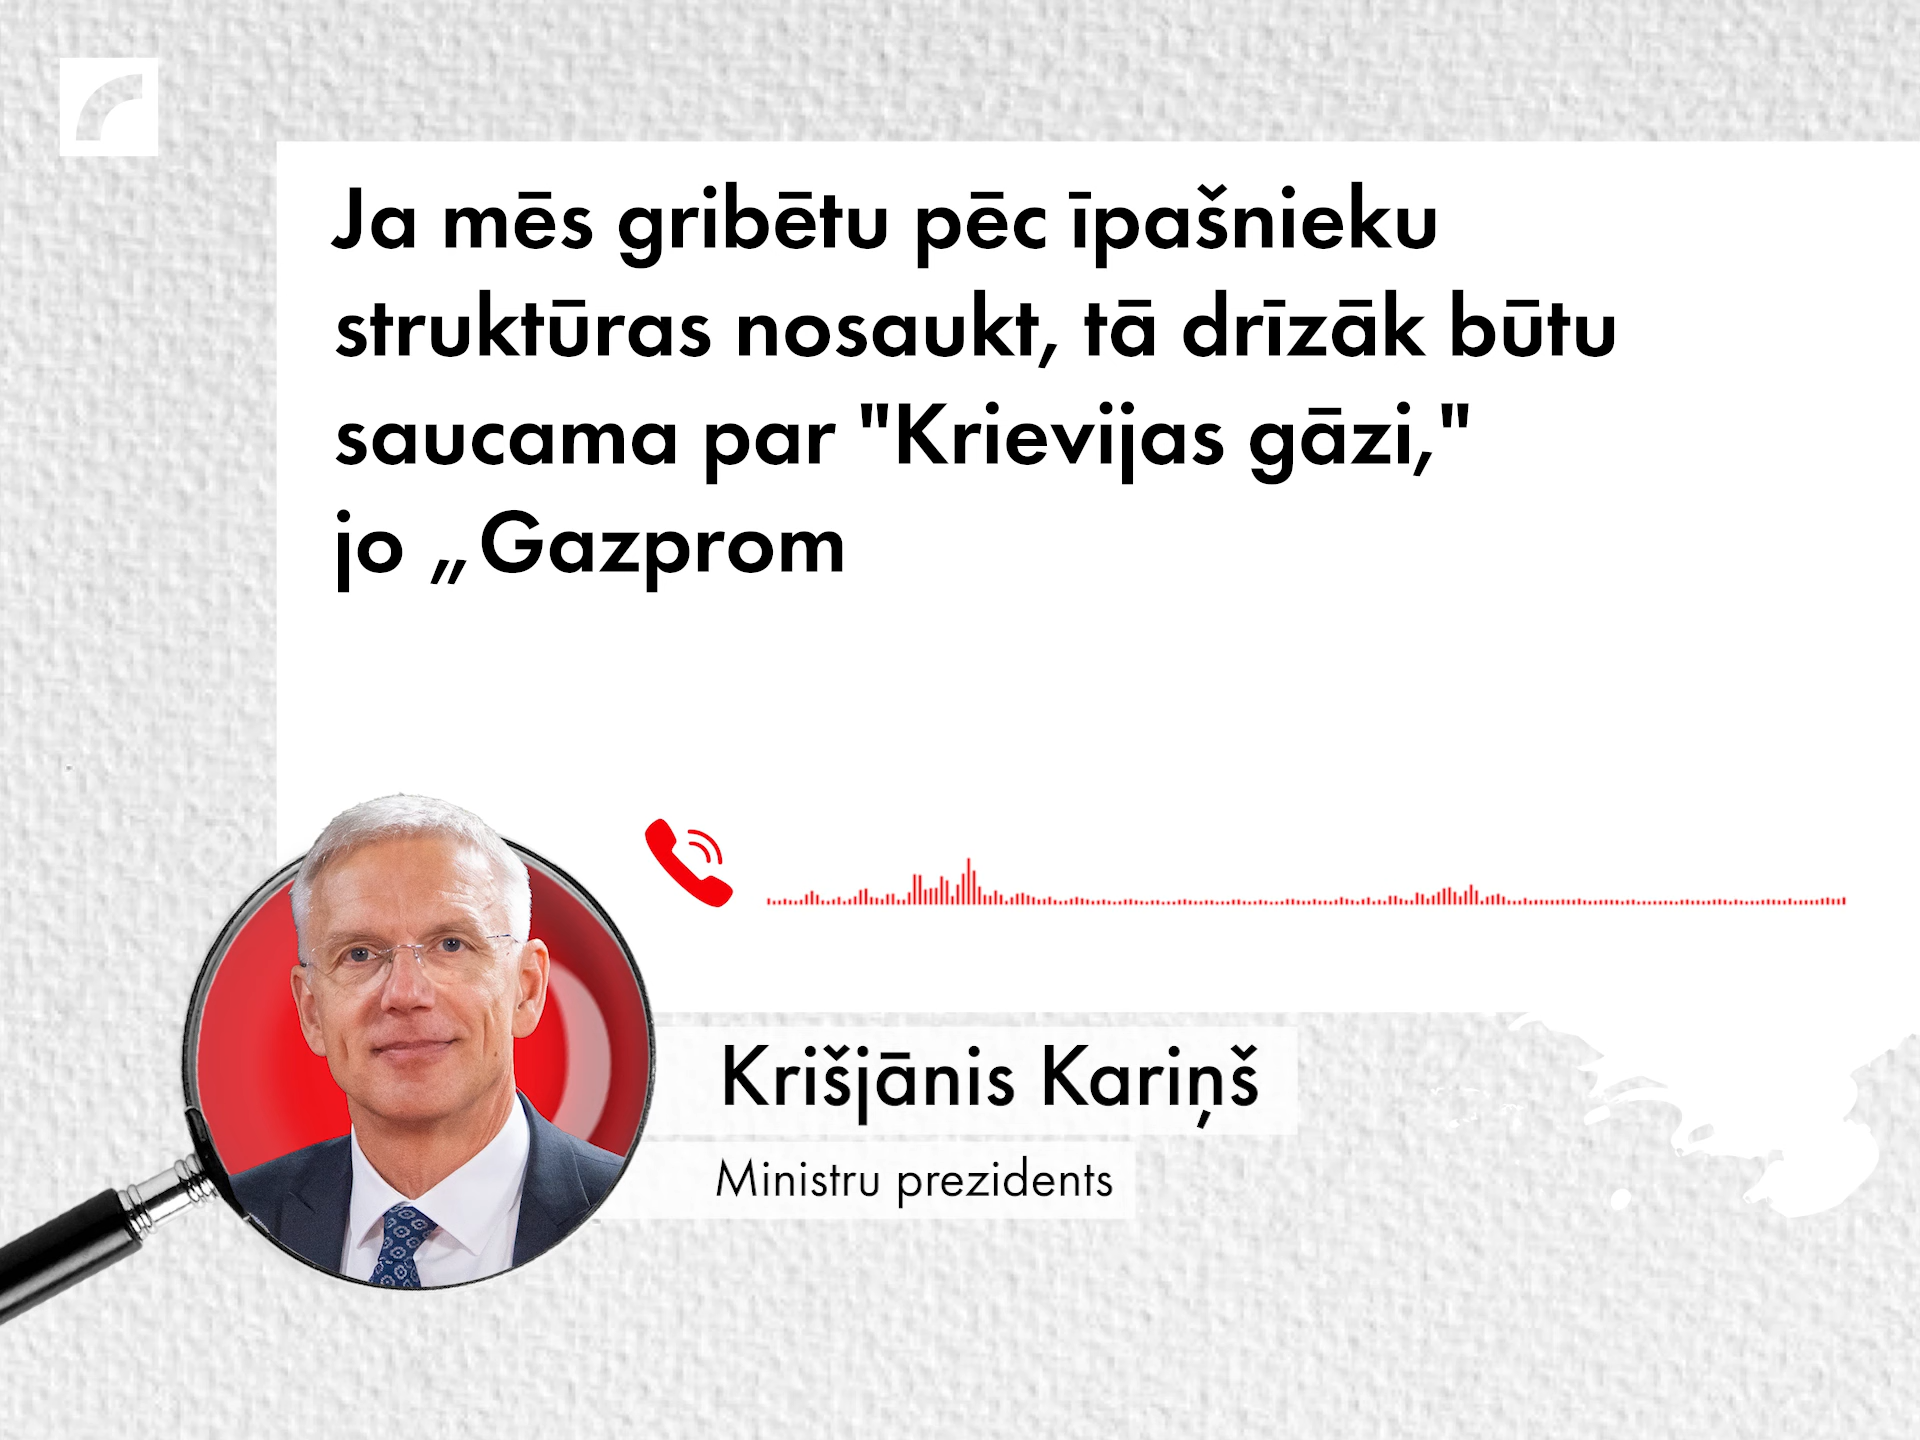 Ja mēs gribētu pēc īpašnieku
struktūras nosaukt, tā drīzāk būtu
saucama par "Krievijas gāzi,"
jo „Gazprom
Krišjānis Kariņš
Ministru prezidents